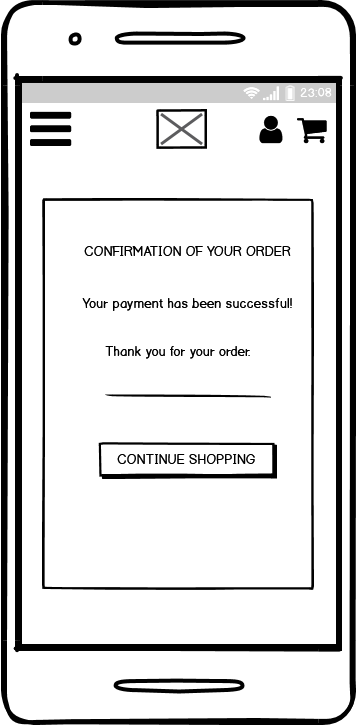 23:08
CONFIRMATION OF YOUR ORDER
Your payment has been successful!
Thank you for your order.
CONTINUE SHOPPING